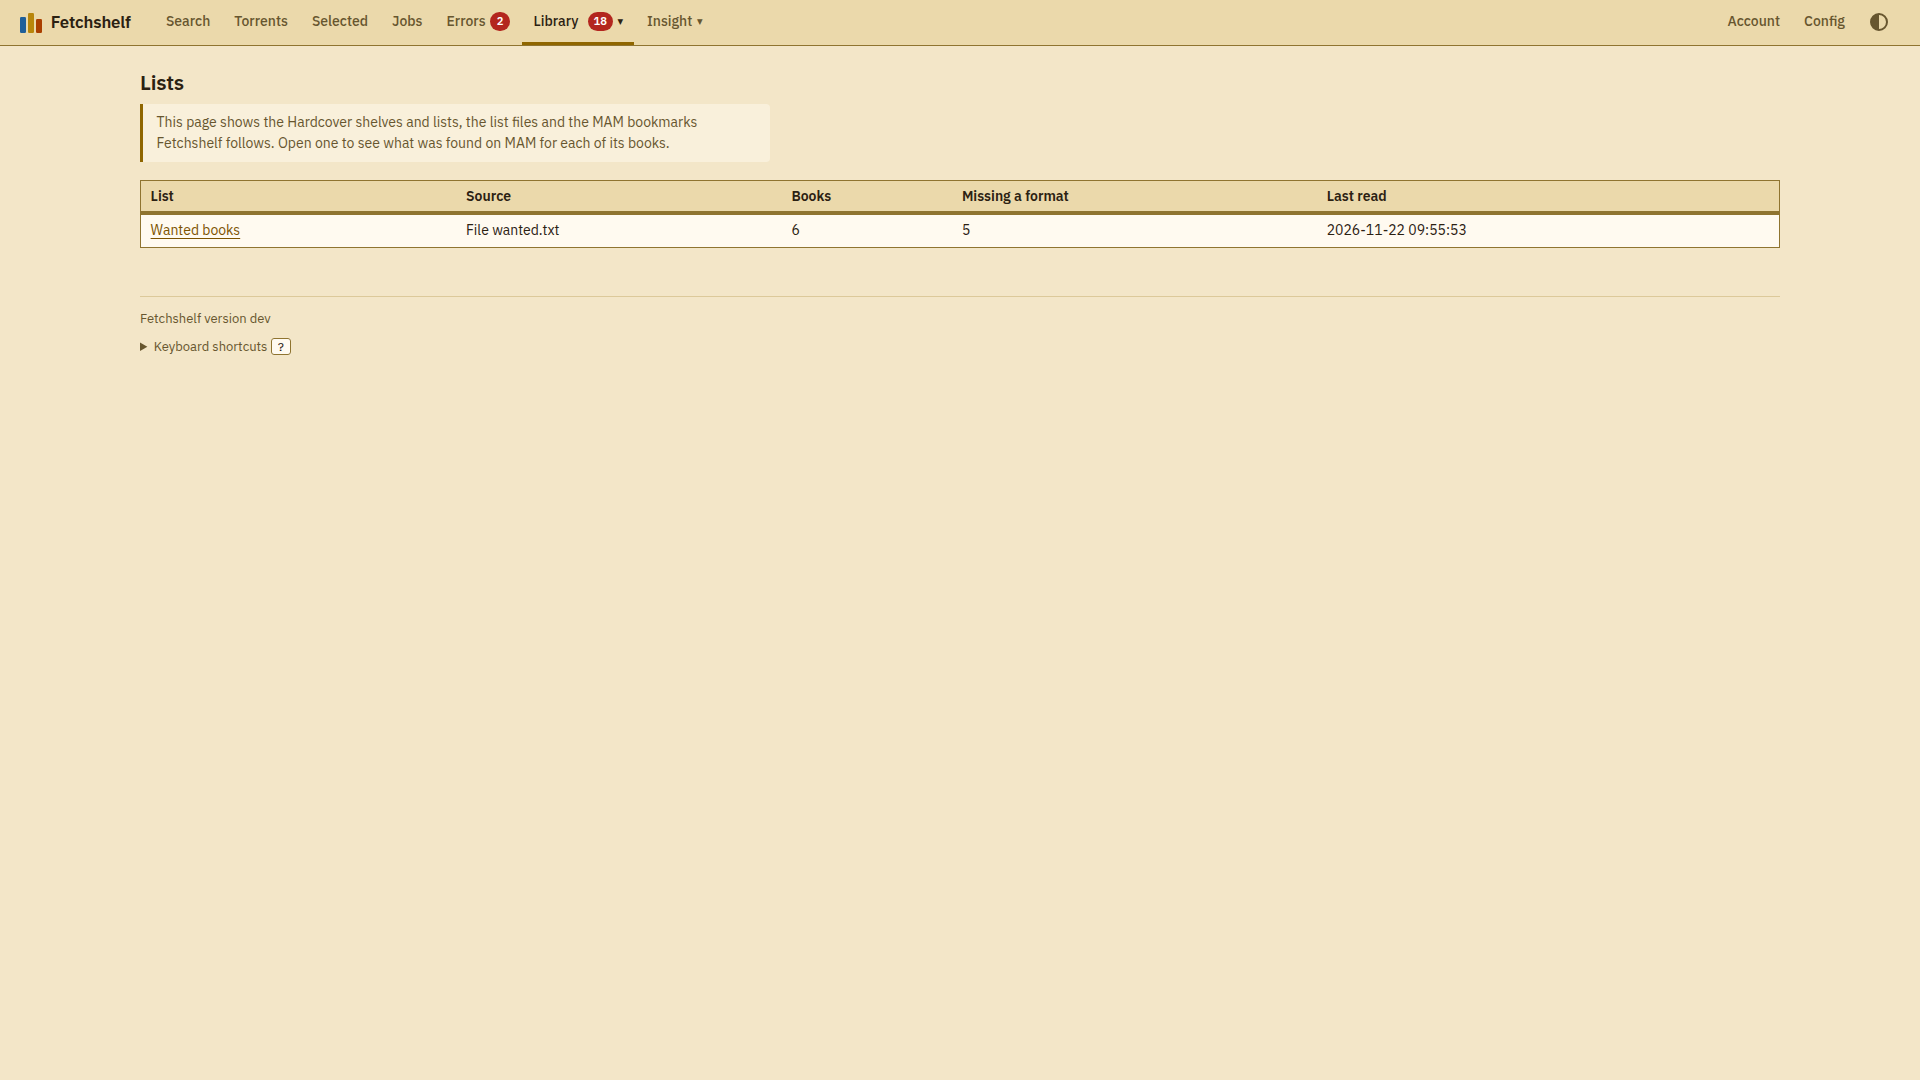 Fetchshelf
Search
Torrents
Selected
Jobs
Errors 2
Library 18 ▾
Insight ▾
Account
Config
Lists
This page shows the Hardcover shelves and lists, the list files and the MAM bookmarks
Fetchshelf follows. Open one to see what was found on MAM for each of its books.
List Source Books Missing a format Last read
Wanted books File wanted.txt 6 5 2026-11-22 09:55:53
Fetchshelf version dev
▶ Keyboard shortcuts ?